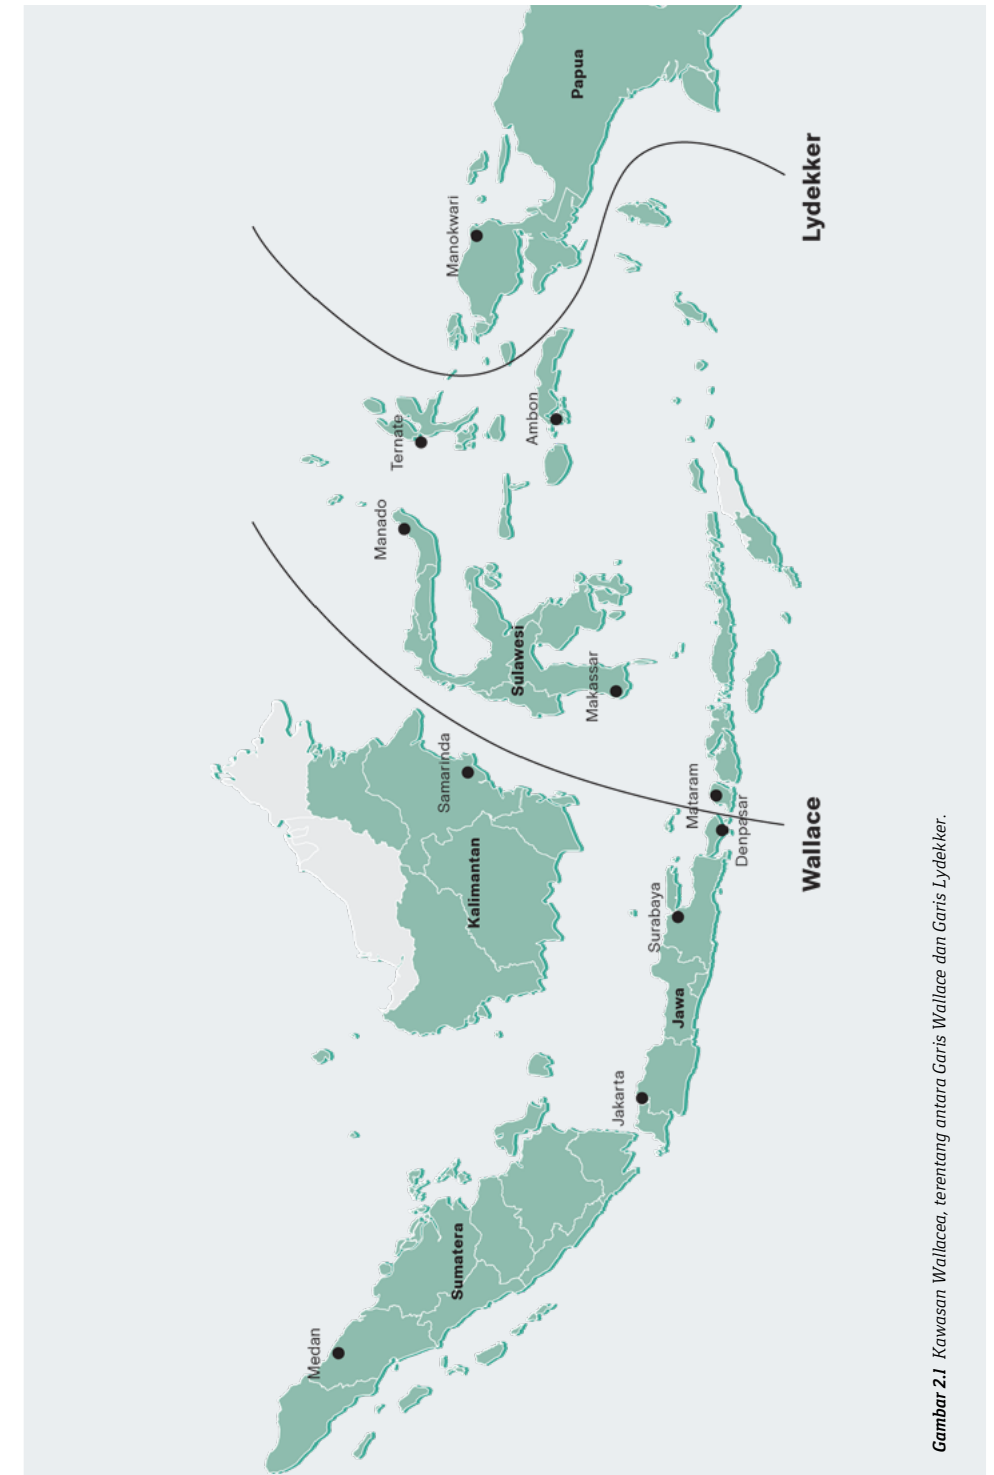 Medan
Sumatera
Jakarta
Jawa
Surabaya
Kalimantan
Samarinda
Denpasar
Mataram
Makassar
Sulawesi
Manado
Ternate
Ambon
Manokwari
Papua
Wallace
Lydekker
Gambar 2.1 Kawasan Wallacea, terentang antara Garis Wallace dan Garis Lydekker.